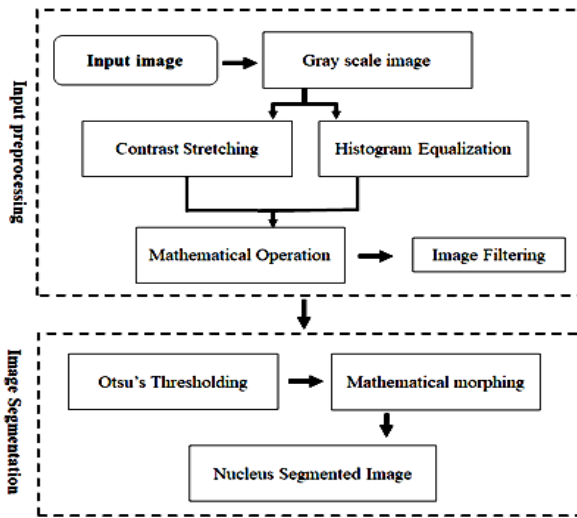 Input preprocessing
Input image
Gray scale image
Contrast Stretching
Histogram Equalization
Mathematical Operation
Image Filtering
Image Segmentation
Otsu's Thresholding
Mathematical morphing
Nucleus Segmented Image